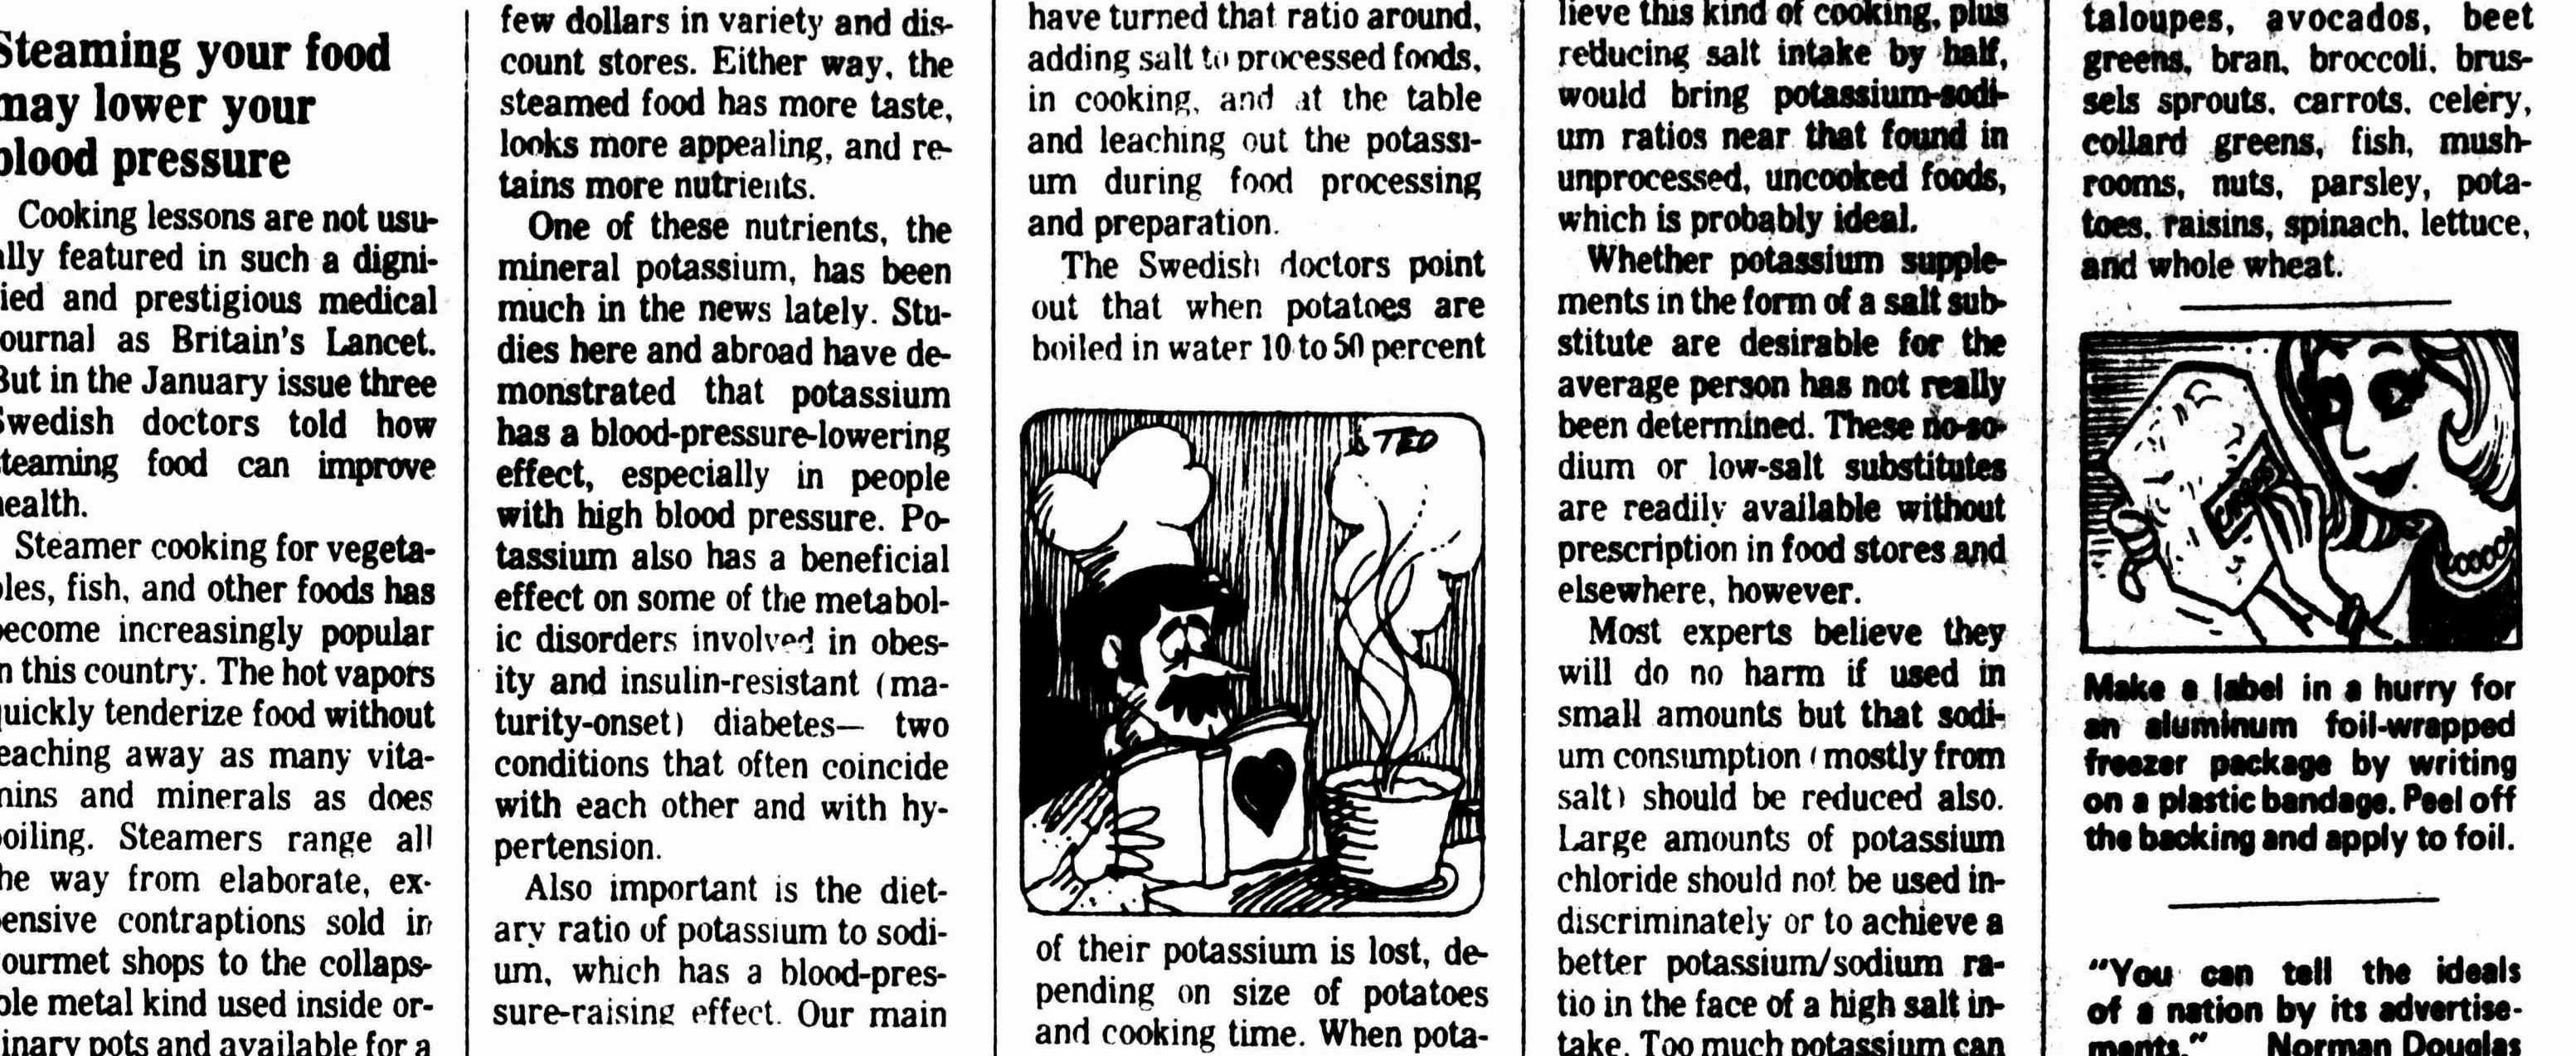 Steaming your food
may lower your
blood pressure
Cooking lessons are not usu-
ally featured in such a digni-
fied and prestigious medical
journal as Britain's Lancet.
But in the January issue three
Swedish doctors told how
steaming food can improve
health.
Steamer cooking for vegeta-
bles, fish, and other foods has
become increasingly popular
in this country. The hot vapors
quickly tenderize food without
leaching away as many vita-
mins and minerals as does
boiling. Steamers range all
the way from elaborate, ex-
pensive contraptions sold in
gourmet shops to the collaps-
ible metal kind used inside or-
dinary pots and available for a
few dollars in variety and dis-
count stores. Either way, the
steamed food has more taste,
looks more appealing, and re-
tains more nutrients.
One of these nutrients, the
mineral potassium, has been
much in the news lately. Stu-
dies here and abroad have de-
monstrated that potassium
has a blood-pressure-lowering
effect, especially in people
with high blood pressure. Po-
tassium also has a beneficial
effect on some of the metabol-
ic disorders involved in obes-
ity and insulin-resistant (ma-
turity-onset) diabetes— two
conditions that often coincide
with each other and with hy-
pertension.
Also important is the diet-
ary ratio of potassium to sodi-
um, which has a blood-pres-
sure-raising effect. Our main
have turned that ratio around,
adding salt to processed foods,
in cooking, and at the table
and leaching out the potassi-
um during food processing
and preparation.
The Swedish doctors point
out that when potatoes are
boiled in water 10 to 50 percent
TED
of their potassium is lost, de-
pending on size of potatoes
and cooking time. When pota-
lieve this kind of cooking, plus
reducing salt intake by half,
would bring potassium-sodi-
um ratios near that found in
unprocessed, uncooked foods,
which is probably ideal.
Whether potassium supple-
ments in the form of a salt sub-
stitute are desirable for the
average person has not really
been determined. These no-so-
dium or low-salt substitutes
are readily available without
prescription in food stores and
elsewhere, however.
Most experts believe they
will do no harm if used in
small amounts but that sodi-
um consumption (mostly from
salt) should be reduced also.
Large amounts of potassium
chloride should not be used in-
discriminately or to achieve a
better potassium/sodium ra-
tio in the face of a high salt in-
take. Too much potassium can
taloupes, avocados, beet
greens, bran, broccoli, brus-
sels sprouts, carrots, celery,
collard greens, fish, mush-
rooms, nuts, parsley, pota-
toes, raisins, spinach, lettuce,
and whole wheat.
Make a label in a hurry for
an aluminum foil-wrapped
freezer package by writing
on a plastic bandage. Peel off
the backing and apply to foil.
"You can tell the ideals
of a nation by its advertise-
ments." Norman Douglas